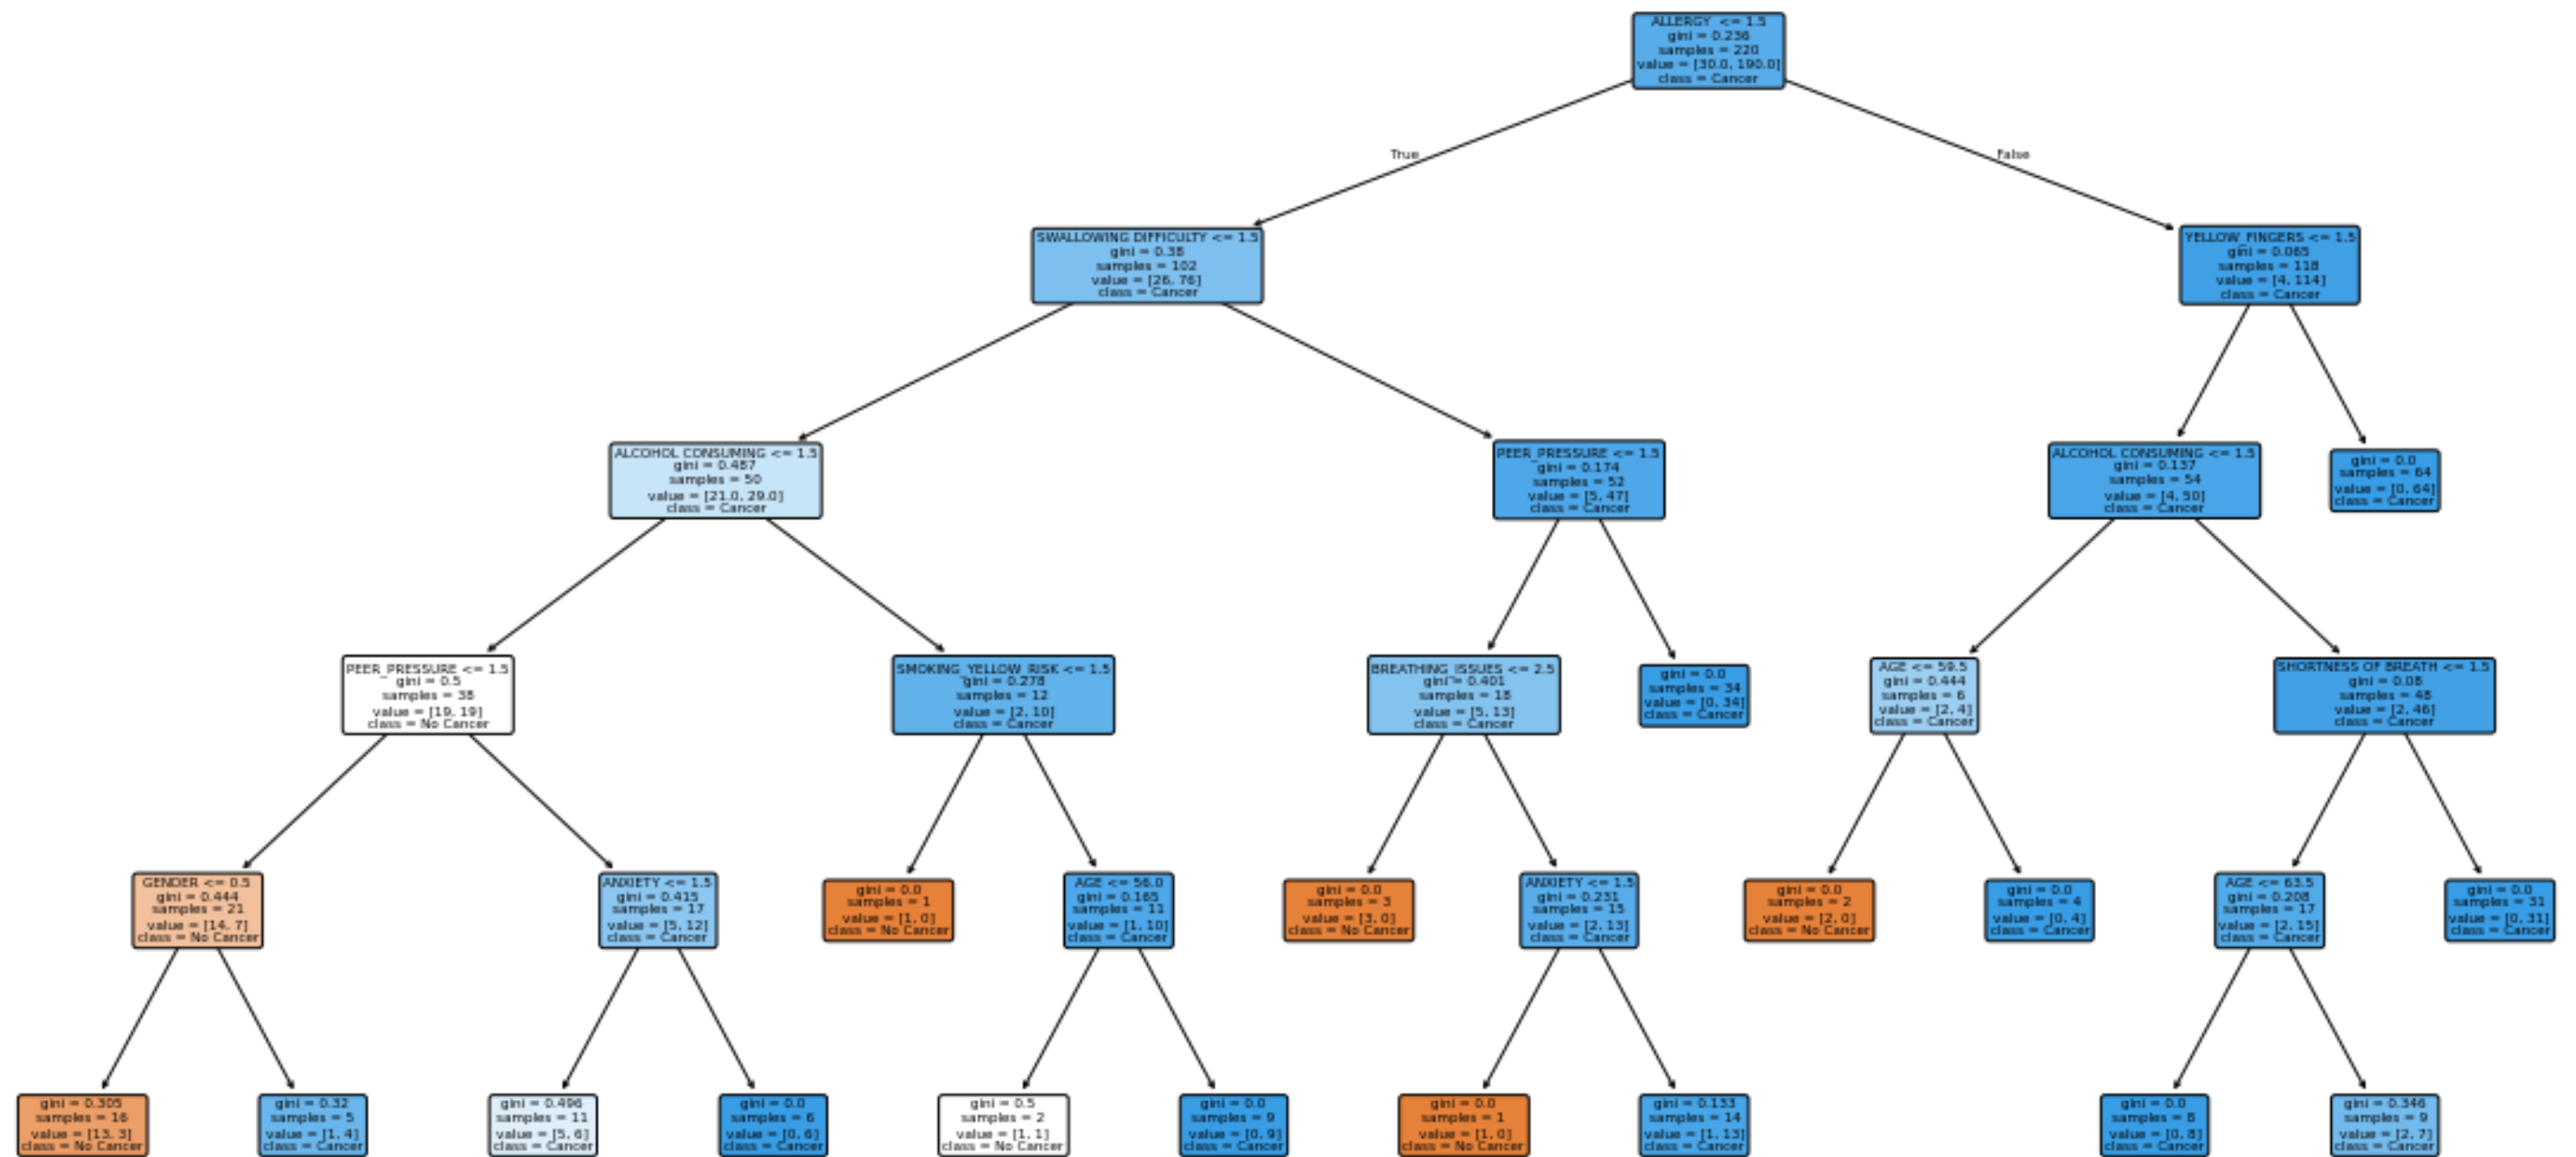 ALLERGY <= 1.5
gini = 0.236
samples = 220
value = [30.0, 190.0]
class = Cancer
True
False
SWALLOWING DIFFICULTY <= 1.5
gini = 0.38
samples = 102
value = [26, 76]
class = Cancer
YELLOW_FINGERS <= 1.5
gini = 0.065
samples = 118
value = [4, 114]
class = Cancer
ALCOHOL CONSUMING <= 1.5
gini = 0.487
samples = 50
value = [21.0, 29.0]
class = Cancer
PEER_PRESSURE <= 1.5
gini = 0.174
samples = 52
value = [5, 47]
class = Cancer
ALCOHOL CONSUMING <= 1.5
gini = 0.137
samples = 54
value = [4, 50]
class = Cancer
gini = 0.0
samples = 64
value = [0, 64]
class = Cancer
PEER_PRESSURE <= 1.5
gini = 0.5
samples = 38
value = [19, 19]
class = No Cancer
SMOKING_YELLOW_RISK <= 1.5
gini = 0.278
samples = 12
value = [2, 10]
class = Cancer
BREATHING_ISSUES <= 2.5
gini = 0.401
samples = 18
value = [5, 13]
class = Cancer
gini = 0.0
samples = 34
value = [0, 34]
class = Cancer
AGE <= 59.5
gini = 0.444
samples = 6
value = [2, 4]
class = Cancer
SHORTNESS OF BREATH <= 1.5
gini = 0.08
samples = 48
value = [2, 46]
class = Cancer
GENDER <= 0.5
gini = 0.444
samples = 21
value = [14, 7]
class = No Cancer
ANXIETY <= 1.5
gini = 0.415
samples = 17
value = [5, 12]
class = Cancer
gini = 0.0
samples = 1
value = [1, 0]
class = No Cancer
AGE <= 56.0
gini = 0.165
samples = 11
value = [1, 10]
class = Cancer
gini = 0.0
samples = 3
value = [3, 0]
class = No Cancer
ANXIETY <= 1.5
gini = 0.231
samples = 15
value = [2, 13]
class = Cancer
gini = 0.0
samples = 2
value = [2, 0]
class = No Cancer
gini = 0.0
samples = 4
value = [0, 4]
class = Cancer
AGE <= 63.5
gini = 0.208
samples = 17
value = [2, 15]
class = Cancer
gini = 0.0
samples = 31
value = [0, 31]
class = Cancer
gini = 0.305
samples = 16
value = [13, 3]
class = No Cancer
gini = 0.32
samples = 5
value = [1, 4]
class = Cancer
gini = 0.496
samples = 11
value = [5, 6]
class = Cancer
gini = 0.0
samples = 6
value = [0, 6]
class = Cancer
gini = 0.5
samples = 2
value = [1, 1]
class = No Cancer
gini = 0.0
samples = 9
value = [0, 9]
class = Cancer
gini = 0.0
samples = 1
value = [1, 0]
class = No Cancer
gini = 0.133
samples = 14
value = [1, 13]
class = Cancer
gini = 0.0
samples = 8
value = [0, 8]
class = Cancer
gini = 0.346
samples = 9
value = [2, 7]
class = Cancer